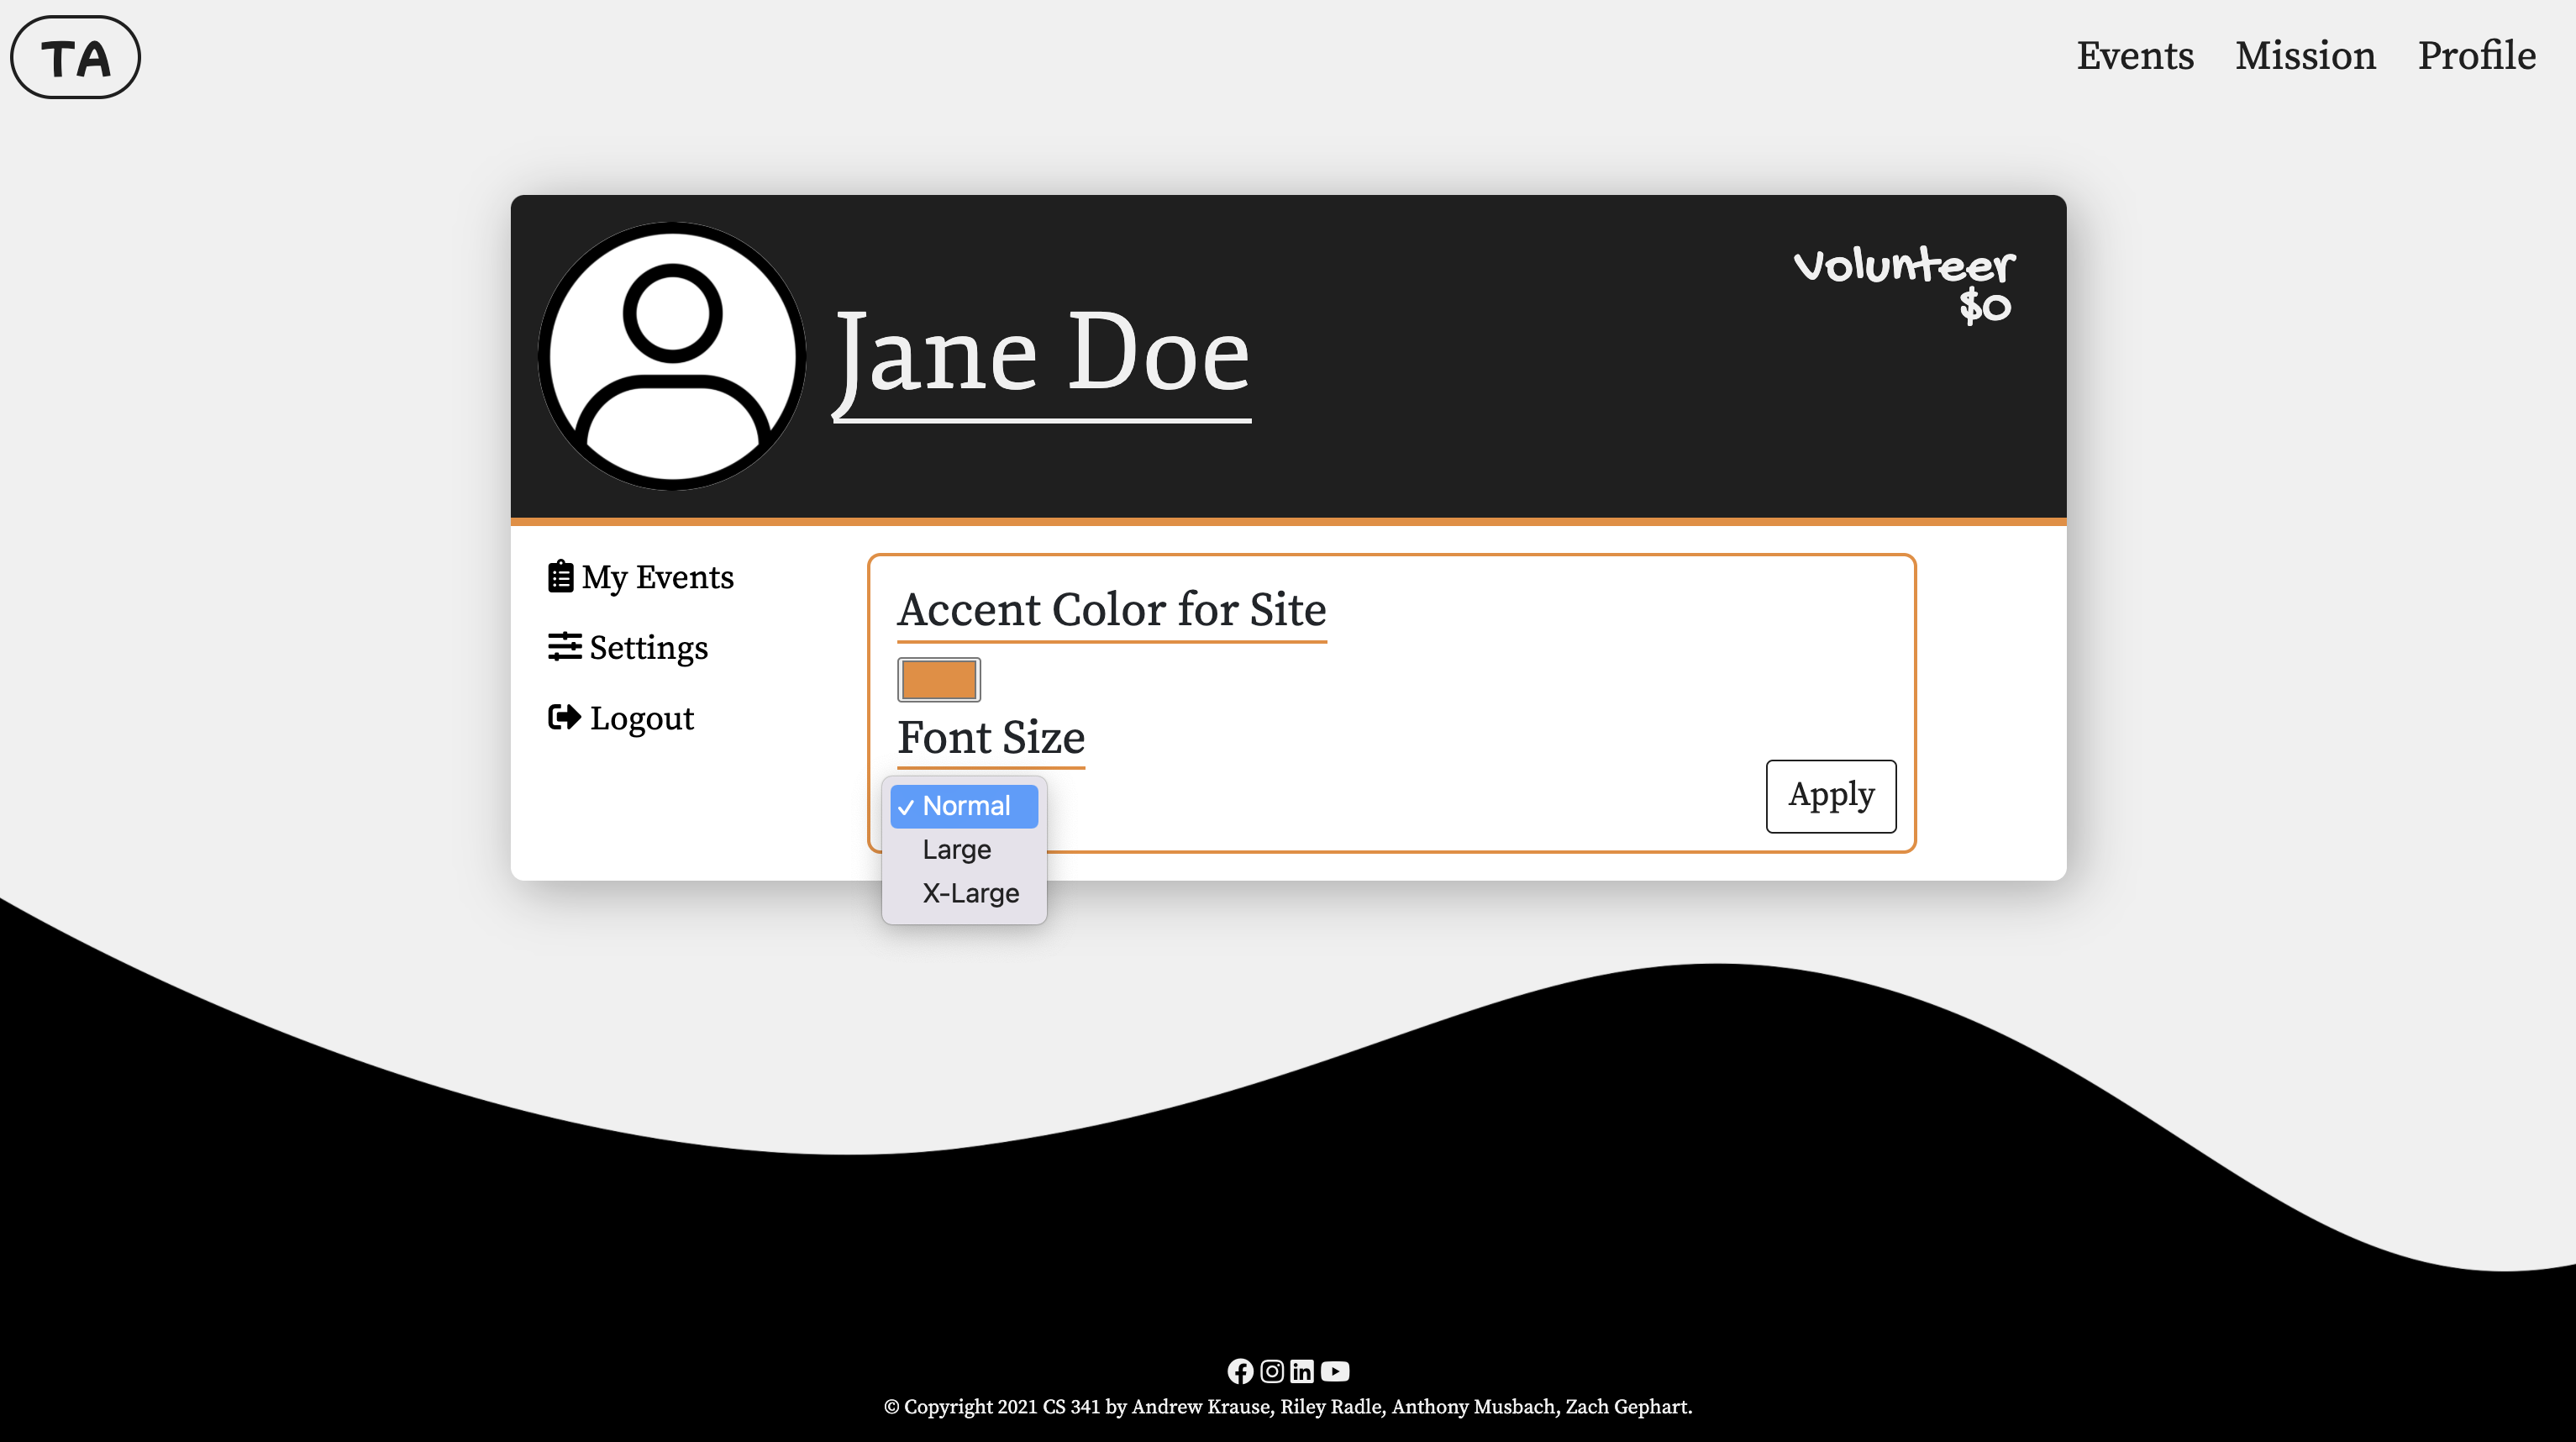 TA
Events Mission Profile
Volunteer
$0
Jane Doe
My Events
Settings
Logout
Accent Color for Site
Font Size
✓ Normal
Large
X-Large
Apply
© Copyright 2021 CS 341 by Andrew Krause, Riley Radle, Anthony Musbach, Zach Gephart.